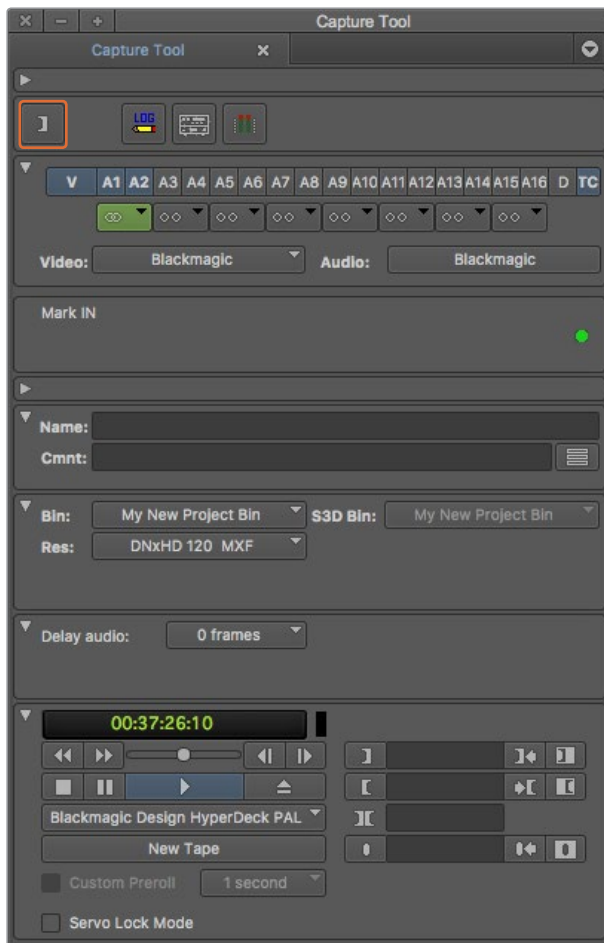 Capture Tool
Capture Tool
LOG
V A1 A2 A3 A4 A5 A6 A7 A8 A9 A10 A11 A12 A13 A14 A15 A16 D TC
Video: Blackmagic Audio: Blackmagic
Mark IN
Name:
Cmnt:
Bin: My New Project Bin S3D Bin: My New Project Bin
Res: DNxHD 120 MXF
Delay audio: 0 frames
00:37:26:10
Blackmagic Design HyperDeck PAL
New Tape
Custom Preroll 1 second
Servo Lock Mode